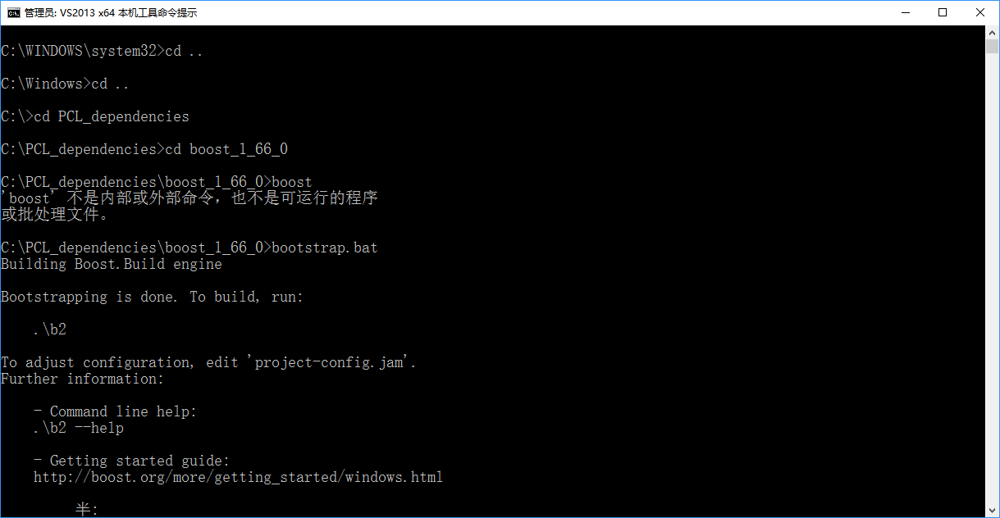 管理员: VS2013 x64 本机工具命令提示
C:\WINDOWS\system32>cd ..
C:\Windows>cd ..
C:\>cd PCL_dependencies
C:\PCL_dependencies>cd boost_1_66_0
C:\PCL_dependencies\boost_1_66_0>boost
'boost' 不是内部或外部命令，也不是可运行的程序
或批处理文件。
C:\PCL_dependencies\boost_1_66_0>bootstrap.bat
Building Boost.Build engine
Bootstrapping is done. To build, run:
.\b2
To adjust configuration, edit 'project-config.jam'.
Further information:
- Command line help:
.\b2 --help
- Getting started guide:
http://boost.org/more/getting_started/windows.html
半: